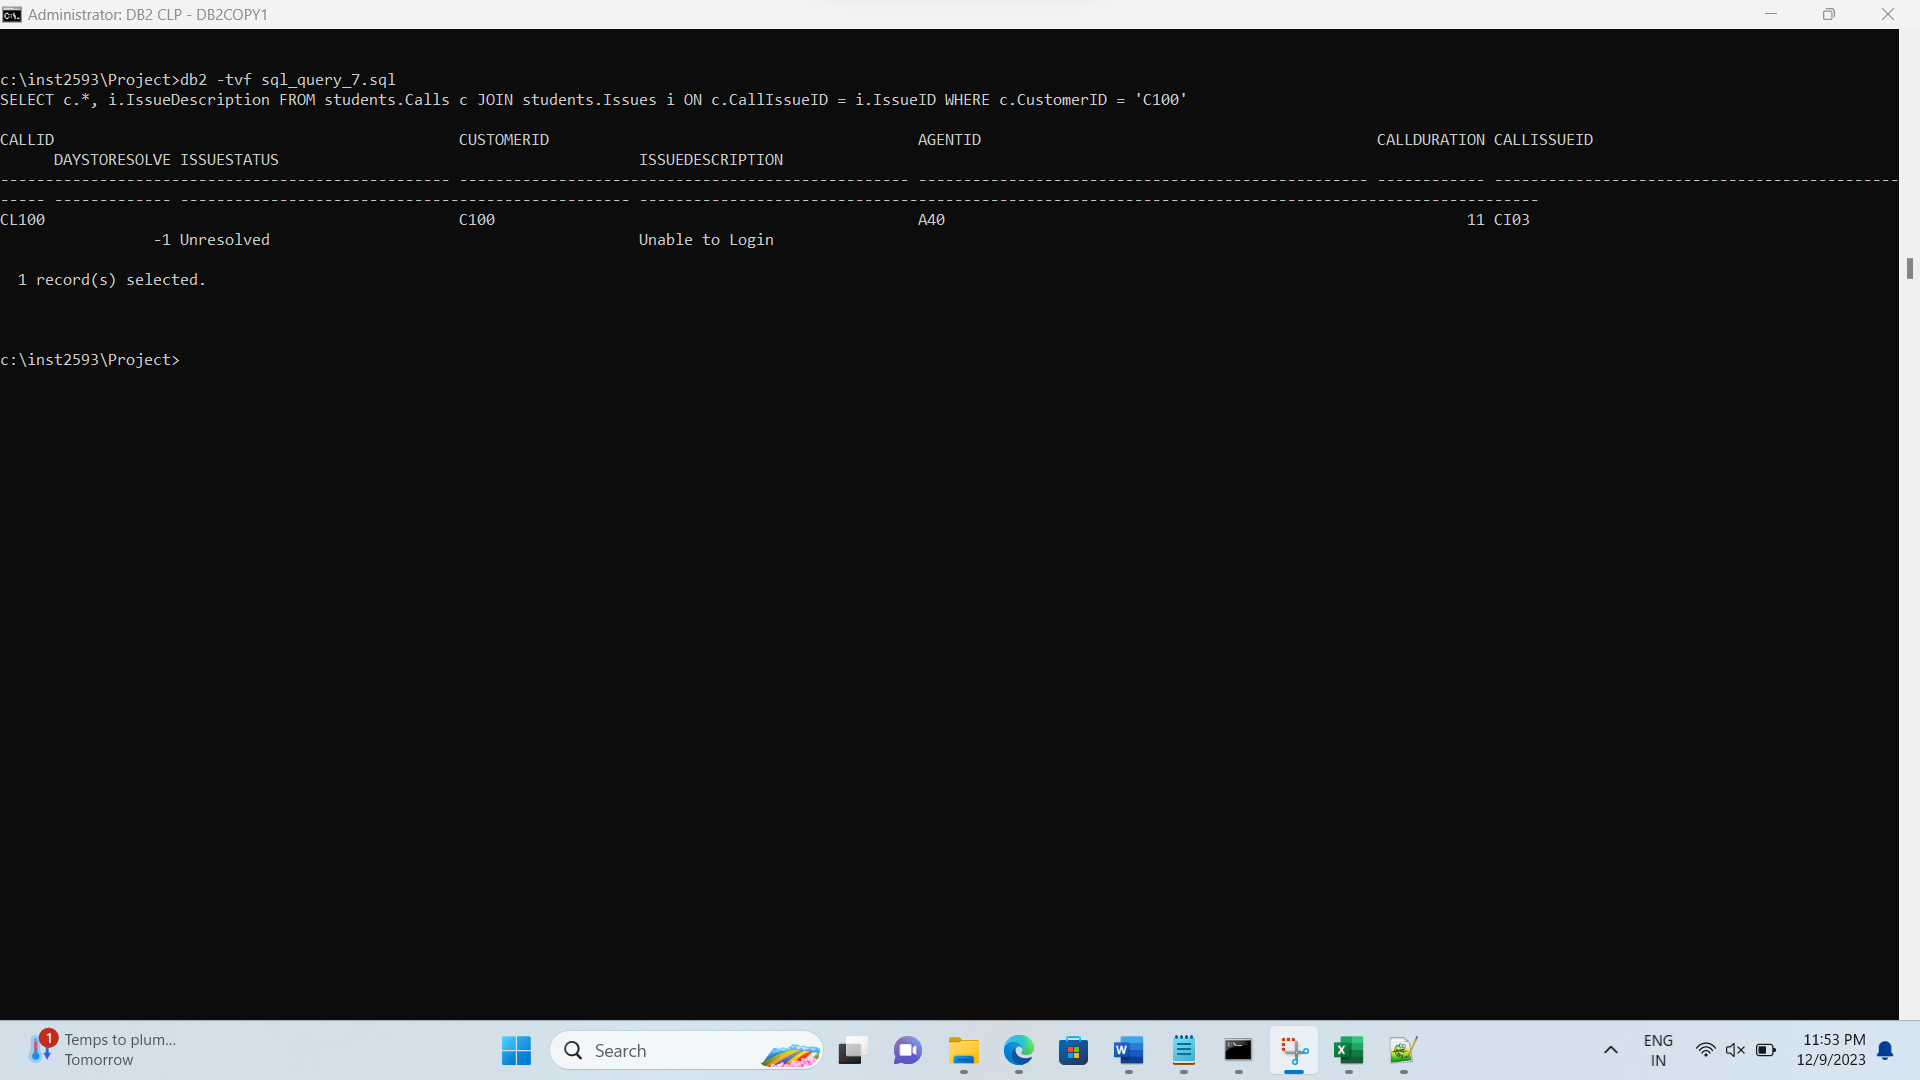 Administrator: DB2 CLP - DB2COPY1
c:\inst2593\Project>db2 -tvf sql_query_7.sql
SELECT c.*, i.IssueDescription FROM students.Calls c JOIN students.Issues i ON c.CallIssueID = i.IssueID WHERE c.CustomerID = 'C100'
CALLID CUSTOMERID AGENTID CALLDURATION CALLISSUEID
DAYSTORESOLVE ISSUESTATUS ISSUEDESCRIPTION
-------------------------------------------------- -------------------------------------------------- -------------------------------------------------- ------------ ---------------------------------------------
----- ------------- -------------------------------------------------- ----------------------------------------------------------------------------------------------------
CL100 C100 A40 11 CI03
-1 Unresolved Unable to Login
1 record(s) selected.
c:\inst2593\Project>
1 Temps to plum...
Tomorrow
Search
ENG
IN
11:53 PM
12/9/2023